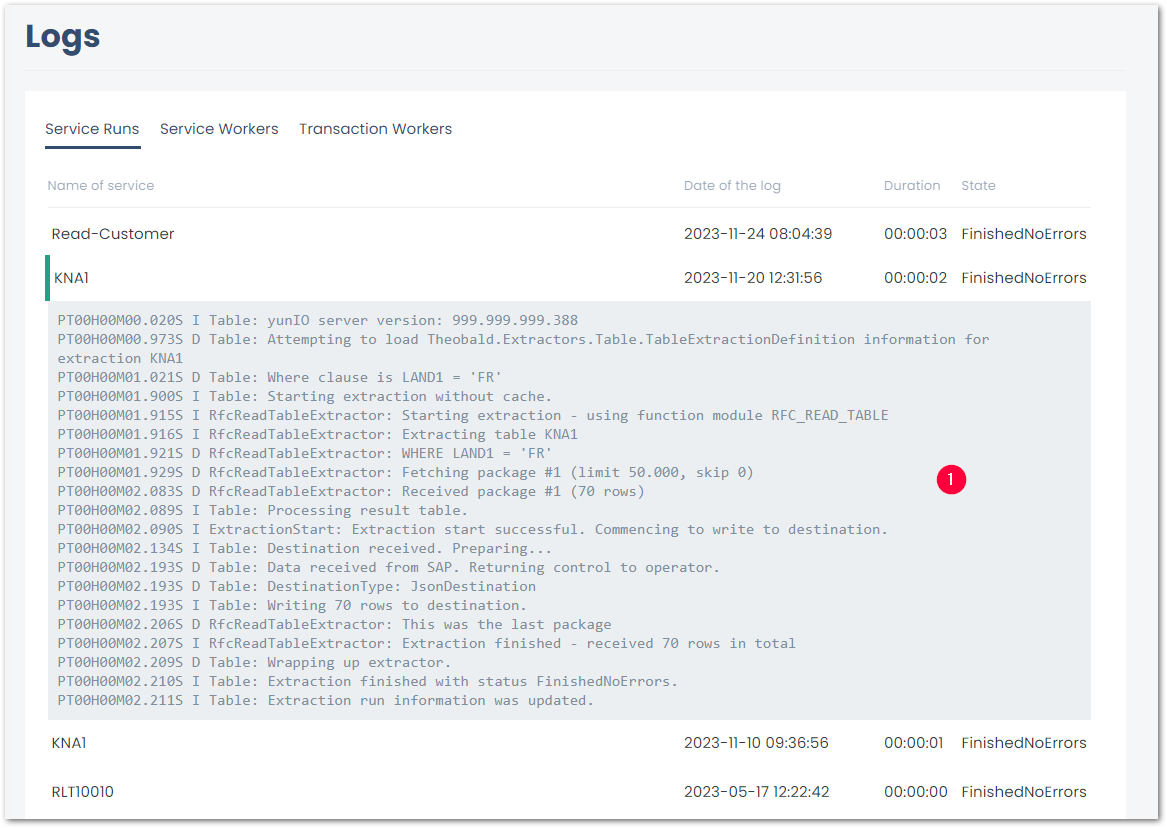 Logs
Service Runs Service Workers Transaction Workers
Name of service Date of the log Duration State
Read-Customer 2023-11-24 08:04:39 00:00:03 FinishedNoErrors
KNA1 2023-11-20 12:31:56 00:00:02 FinishedNoErrors
PT00H00M00.020S I Table: yunIO server version: 999.999.999.388
PT00H00M00.973S D Table: Attempting to load Theobald.Extractors.Table.TableExtractionDefinition information for
extraction KNA1
PT00H00M01.021S D Table: Where clause is LAND1 = 'FR'
PT00H00M01.900S I Table: Starting extraction without cache.
PT00H00M01.915S I RfcReadTableExtractor: Starting extraction - using function module RFC_READ_TABLE
PT00H00M01.916S I RfcReadTableExtractor: Extracting table KNA1
PT00H00M01.921S D RfcReadTableExtractor: WHERE LAND1 = 'FR'
PT00H00M01.929S D RfcReadTableExtractor: Fetching package #1 (limit 50.000, skip 0)
1
PT00H00M02.083S D RfcReadTableExtractor: Received package #1 (70 rows)
PT00H00M02.089S I Table: Processing result table.
PT00H00M02.090S I ExtractionStart: Extraction start successful. Commencing to write to destination.
PT00H00M02.134S I Table: Destination received. Preparing...
PT00H00M02.193S D Table: Data received from SAP. Returning control to operator.
PT00H00M02.193S D Table: DestinationType: JsonDestination
PT00H00M02.193S I Table: Writing 70 rows to destination.
PT00H00M02.206S D RfcReadTableExtractor: This was the last package
PT00H00M02.207S I RfcReadTableExtractor: Extraction finished - received 70 rows in total
PT00H00M02.209S D Table: Wrapping up extractor.
PT00H00M02.210S I Table: Extraction finished with status FinishedNoErrors.
PT00H00M02.211S I Table: Extraction run information was updated.
KNA1 2023-11-10 09:36:56 00:00:01 FinishedNoErrors
RLT10010 2023-05-17 12:22:42 00:00:00 FinishedNoErrors